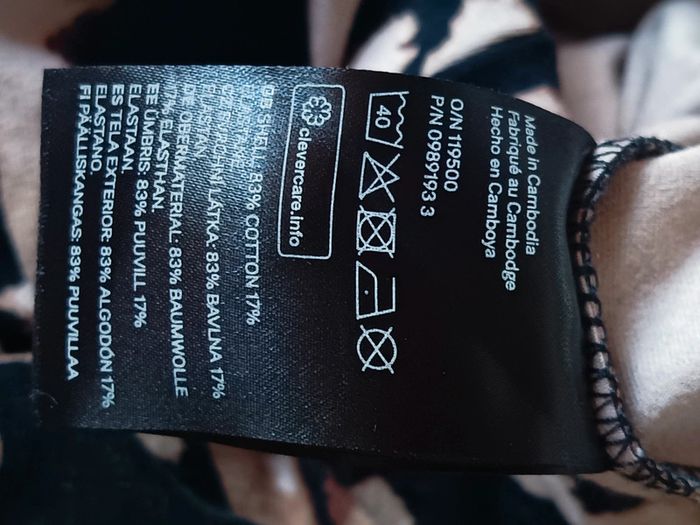 Made in Cambodia
Fabriqué au Cambodge
Hecho en Camboya
O/N 119500
P/N 0989193 3
40
clevercare.info
GB SHELL: 83% COTTON 17%
ELASTANE.
CZ SVRCHNÍ LÁTKA: 83% BAVLNA 17%
ELASTAN.
DE OBERMATERIAL: 83% BAUMWOLLE
17% ELASTHAN.
EE ÜMBRIS: 83% PUUVILL 17%
ELASTAAN.
ES TELA EXTERIOR: 83% ALGODÓN 17%
ELASTANO.
FI PÄÄLLISKANGAS: 83% PUUVILLAA